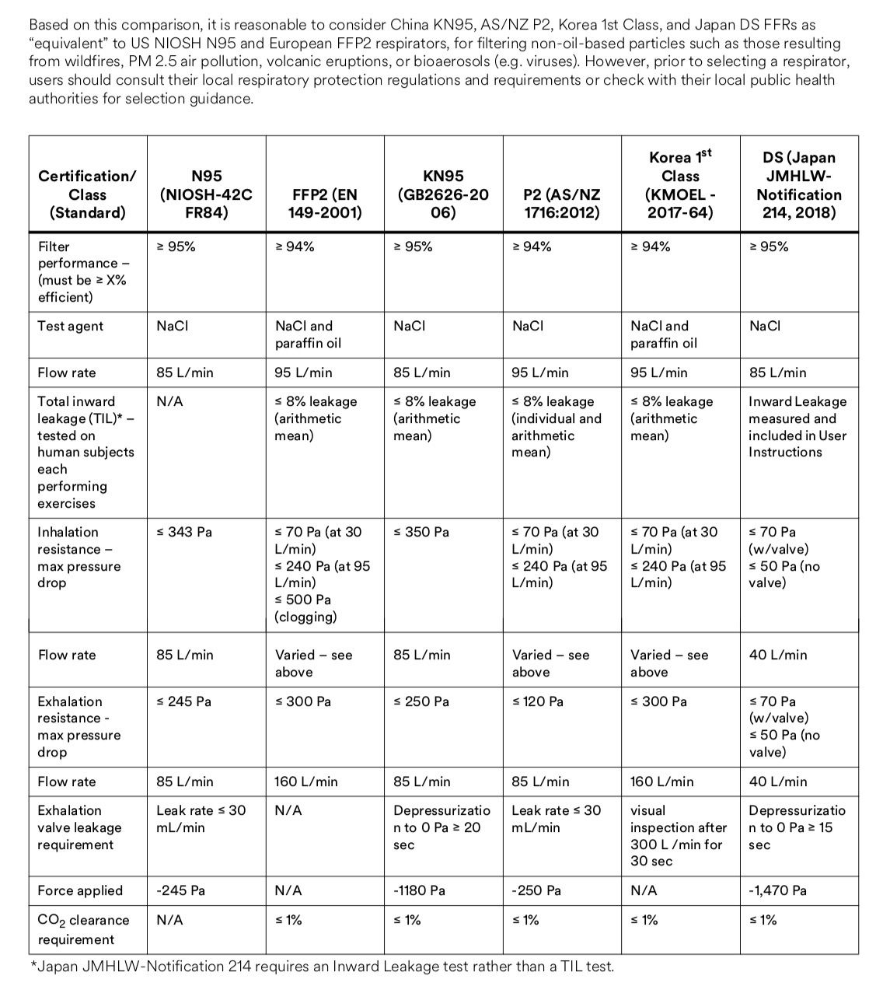 Based on this comparison, it is reasonable to consider China KN95, AS/NZ P2, Korea 1st Class, and Japan DS FFRs as
“equivalent” to US NIOSH N95 and European FFP2 respirators, for filtering non-oil-based particles such as those resulting
from wildfires, PM 2.5 air pollution, volcanic eruptions, or bioaerosols (e.g. viruses). However, prior to selecting a respirator,
users should consult their local respiratory protection regulations and requirements or check with their local public health
authorities for selection guidance.
Certification/
Class
(Standard)
N95
(NIOSH-42C
FR84)
FFP2 (EN
149-2001)
KN95
(GB2626-20
06)
P2 (AS/NZ
1716:2012)
Korea 1st
Class
(KMOEL -
2017-64)
DS (Japan
JMHLW-
Notification
214, 2018)
Filter
performance –
(must be ≥ X%
efficient)
≥ 95%
≥ 94%
≥ 95%
≥ 94%
≥ 94%
≥ 95%
Test agent
NaCl
NaCl and
paraffin oil
NaCl
NaCl
NaCl and
paraffin oil
NaCl
Flow rate
85 L/min
95 L/min
85 L/min
95 L/min
95 L/min
85 L/min
Total inward
leakage (TIL)* –
tested on
human subjects
each
performing
exercises
N/A
≤ 8% leakage
(arithmetic
mean)
≤ 8% leakage
(arithmetic
mean)
≤ 8% leakage
(individual and
arithmetic
mean)
≤ 8% leakage
(arithmetic
mean)
Inward Leakage
measured and
included in User
Instructions
Inhalation
resistance –
max pressure
drop
≤ 343 Pa
≤ 70 Pa (at 30
L/min)
≤ 240 Pa (at 95
L/min)
≤ 500 Pa
(clogging)
≤ 350 Pa
≤ 70 Pa (at 30
L/min)
≤ 240 Pa (at 95
L/min)
≤ 70 Pa (at 30
L/min)
≤ 240 Pa (at 95
L/min)
≤ 70 Pa
(w/valve)
≤ 50 Pa (no
valve)
Flow rate
85 L/min
Varied – see
above
85 L/min
Varied – see
above
Varied – see
above
40 L/min
Exhalation
resistance -
max pressure
drop
≤ 245 Pa
≤ 300 Pa
≤ 250 Pa
≤ 120 Pa
≤ 300 Pa
≤ 70 Pa
(w/valve)
≤ 50 Pa (no
valve)
Flow rate
85 L/min
160 L/min
85 L/min
85 L/min
160 L/min
40 L/min
Exhalation
valve leakage
requirement
Leak rate ≤ 30
mL/min
N/A
Depressurizatio
n to 0 Pa ≥ 20
sec
Leak rate ≤ 30
mL/min
visual
inspection after
300 L /min for
30 sec
Depressurizatio
n to 0 Pa ≥ 15
sec
Force applied
-245 Pa
N/A
-1180 Pa
-250 Pa
N/A
-1,470 Pa
CO2 clearance
requirement
N/A
≤ 1%
≤ 1%
≤ 1%
≤ 1%
≤ 1%
*Japan JMHLW-Notification 214 requires an Inward Leakage test rather than a TIL test.